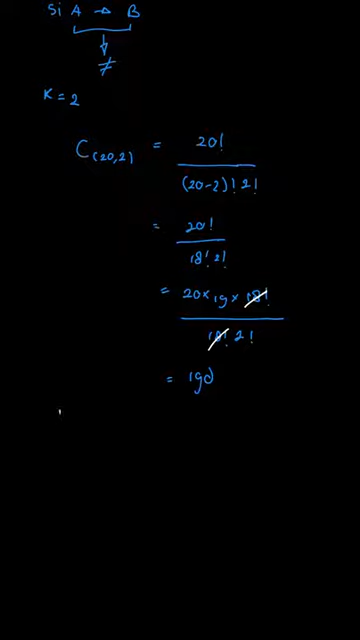 Si A → B
≠
K = 2
C(20,2) = 20! / (20-2)! 2!
= 20! / 18! 2!
= 20 × 19 × 18! / 18! 2!
= 190